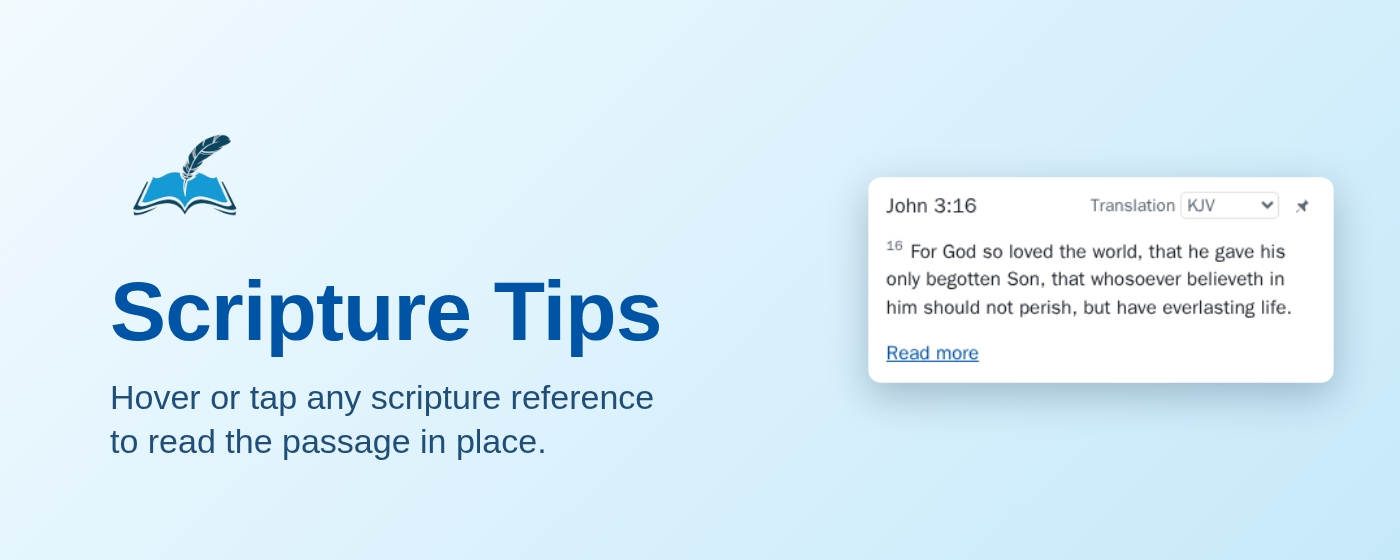 Scripture Tips
Hover or tap any scripture reference
to read the passage in place.
John 3:16 Translation KJV
16 For God so loved the world, that he gave his
only begotten Son, that whosoever believeth in
him should not perish, but have everlasting life.
Read more